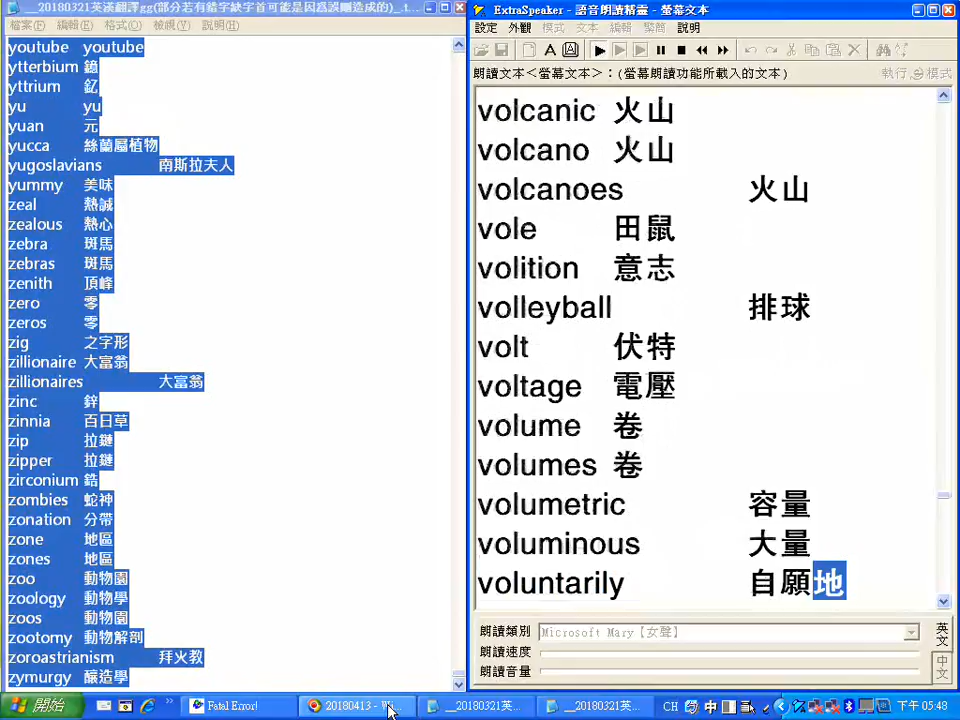 __20180321英漢翻譯gg(部分若有錯字缺字首可能是因為誤刪造成的)_.t
檔案(F) 編輯(E) 格式(O) 檢視(V) 說明(H)
youtube youtube
ytterbium 鐿
yttrium 釔
yu yu
yuan 元
yucca 絲蘭屬植物
yugoslavians 南斯拉夫人
yummy 美味
zeal 熱誠
zealous 熱心
zebra 斑馬
zebras 斑馬
zenith 頂峰
zero 零
zeros 零
zig 之字形
zillionaire 大富翁
zillionaires 大富翁
zinc 鋅
zinnia 百日草
zip 拉鏈
zipper 拉鏈
zirconium 鋯
zombies 蛇神
zonation 分帶
zone 地區
zones 地區
zoo 動物園
zoology 動物學
zoos 動物園
zootomy 動物解剖
zoroastrianism 拜火教
zymurgy 釀造學
ExtraSpeaker - 語音朗讀精靈 - 螢幕文本
設定 外觀 模式 文本 編輯 繁簡 說明
朗讀文本<螢幕文本>：(螢幕朗讀功能所載入的文本)
執行 模式
volcanic 火山
volcano 火山
volcanoes 火山
vole 田鼠
volition 意志
volleyball 排球
volt 伏特
voltage 電壓
volume 卷
volumes 卷
volumetric 容量
voluminous 大量
voluntarily 自願地
朗讀類別 Microsoft Mary【女聲】
朗讀速度
朗讀音量
英文
中文
開始 Fatal Error! 20180413 - Wi... __20180321英... __20180321英... CH 中 下午 05:48